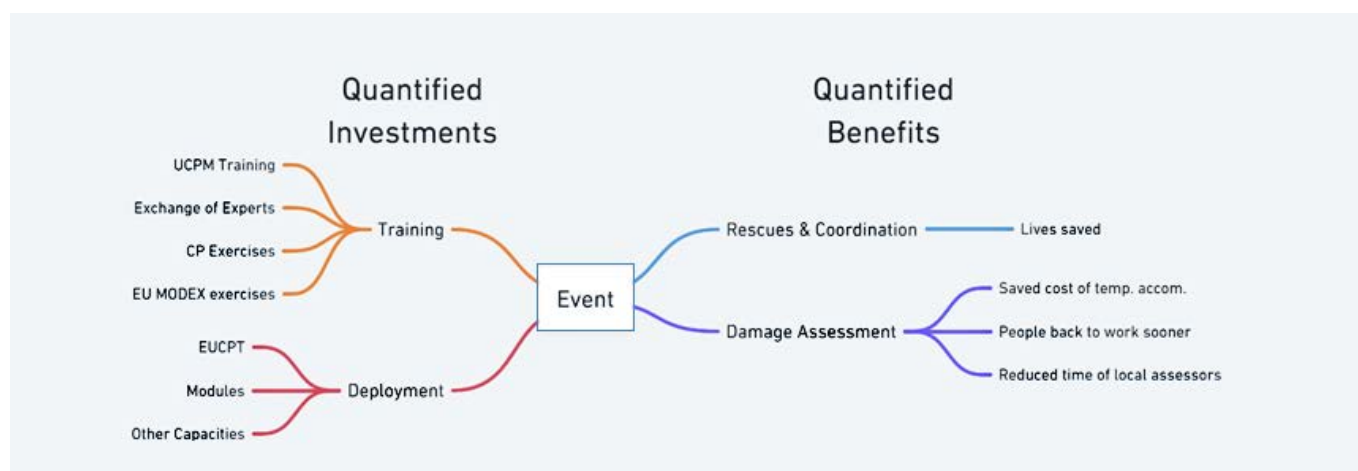 Quantified
Investments
Quantified
Benefits
UCPM Training
Exchange of Experts
CP Exercises
EU MODEX exercises
Training
EUCPT
Modules
Other Capacities
Deployment
Event
Rescues & Coordination
Lives saved
Damage Assessment
Saved cost of temp. accom.
People back to work sooner
Reduced time of local assessors